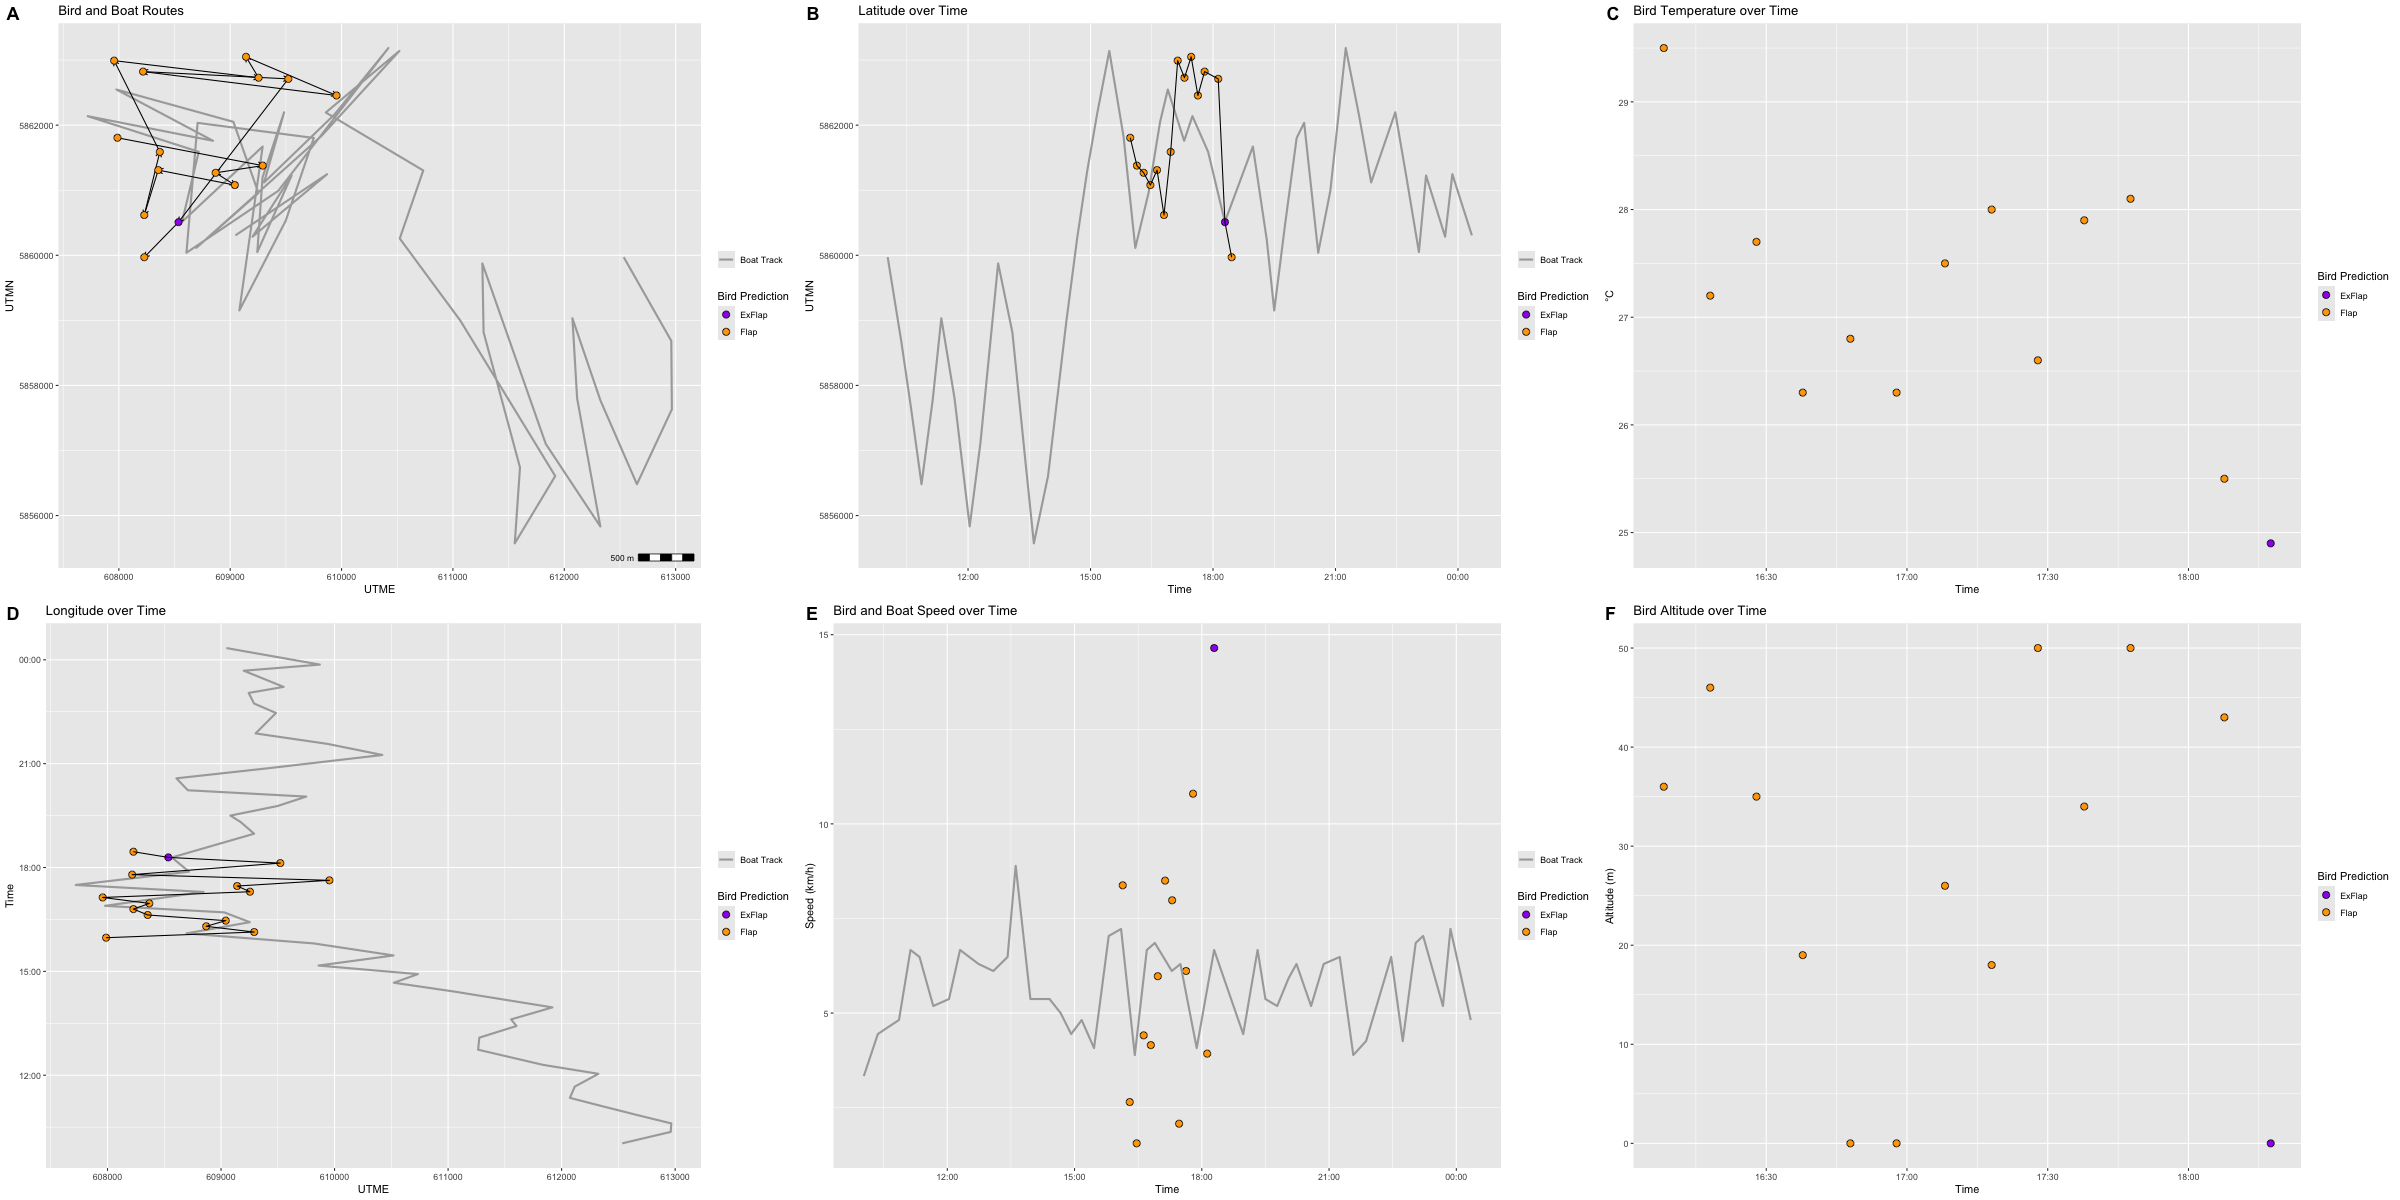 A Bird and Boat Routes
UTMN
5862000
5860000
5858000
5856000
608000 609000 610000 611000 612000 613000
UTME
500 m
Boat Track
Bird Prediction
ExFlap
Flap
B Latitude over Time
UTMN
5862000
5860000
5858000
5856000
12:00 15:00 18:00 21:00 00:00
Time
Boat Track
Bird Prediction
ExFlap
Flap
C Bird Temperature over Time
°C
29
28
27
26
25
16:30 17:00 17:30 18:00
Time
Bird Prediction
ExFlap
Flap
D Longitude over Time
Time
00:00
21:00
18:00
15:00
12:00
608000 609000 610000 611000 612000 613000
UTME
Boat Track
Bird Prediction
ExFlap
Flap
E Bird and Boat Speed over Time
Speed (km/h)
15
10
5
12:00 15:00 18:00 21:00 00:00
Time
Boat Track
Bird Prediction
ExFlap
Flap
F Bird Altitude over Time
Altitude (m)
50
40
30
20
10
0
16:30 17:00 17:30 18:00
Time
Bird Prediction
ExFlap
Flap